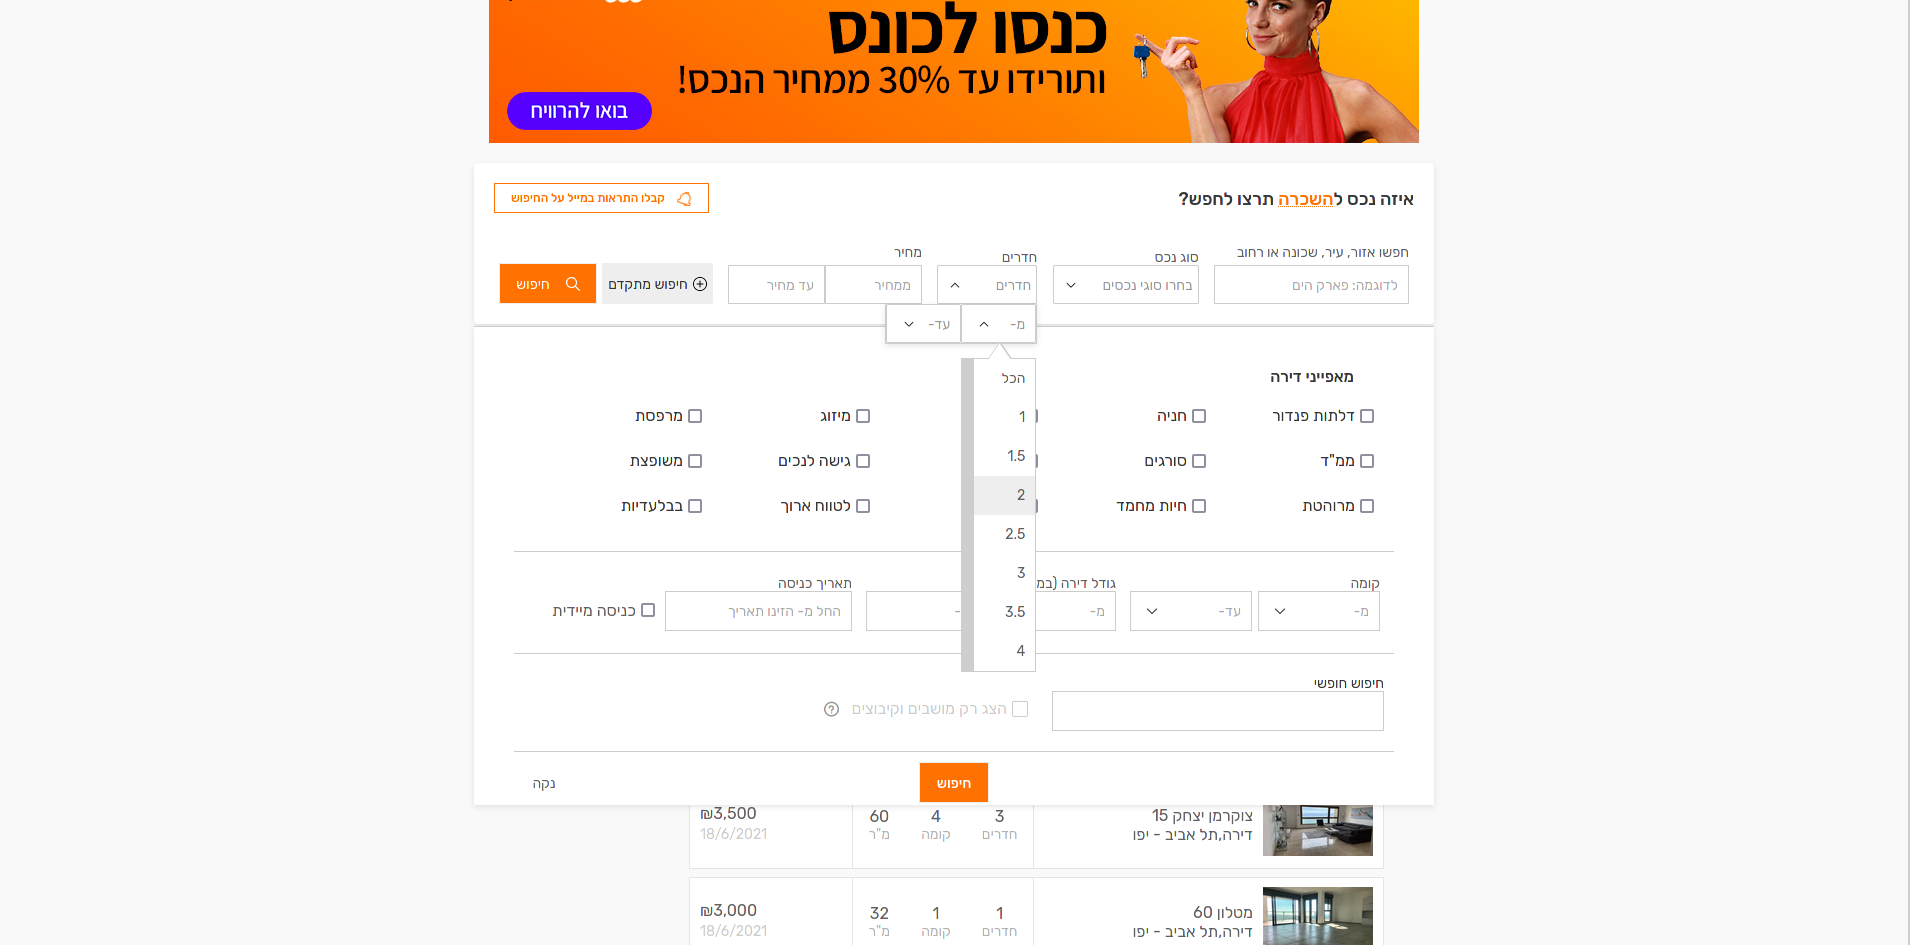 כנסו לכונס
ותורידו עד 30% ממחיר הנכס!
בואו להרוויח
איזה נכס להשכרה תרצו לחפש?
קבלו התראות במייל על החיפוש
חפשו אזור, עיר, שכונה או רחוב
סוג נכס
חדרים
מחיר
לדוגמה: פארק הים
בחרו סוגי נכסים
חדרים
ממחיר
עד מחיר
חיפוש מתקדם
חיפוש
מ-
עד-
הכל
1
1.5
2
2.5
3
3.5
4
מאפייני דירה
דלתות פנדור
חניה
מיזוג
מרפסת
ממ"ד
סורגים
גישה לנכים
משופצת
מרוהטת
חיות מחמד
לטווח ארוך
בבלעדיות
קומה
גודל דירה (במ
תאריך כניסה
מ-
עד-
מ-
החל מ- הזינו תאריך
כניסה מיידית
חיפוש חופשי
הצג רק מושבים וקיבוצים
חיפוש
נקה
צוקרמן יצחק 15
דירה,תל אביב - יפו
3
חדרים
4
קומה
60
מ"ר
₪3,500
18/6/2021
מטלון 60
דירה,תל אביב - יפו
1
חדרים
1
קומה
32
מ"ר
₪3,000
18/6/2021